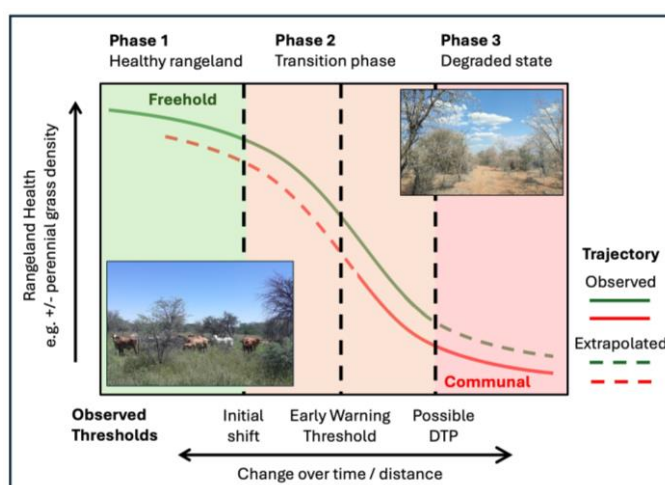 Phase 1
Healthy rangeland
Phase 2
Transition phase
Phase 3
Degraded state
Freehold
Rangeland Health
e.g. +/- perennial grass density
Trajectory
Observed
Extrapolated
Communal
Observed
Thresholds
Initial
shift
Early Warning
Threshold
Possible
DTP
Change over time / distance